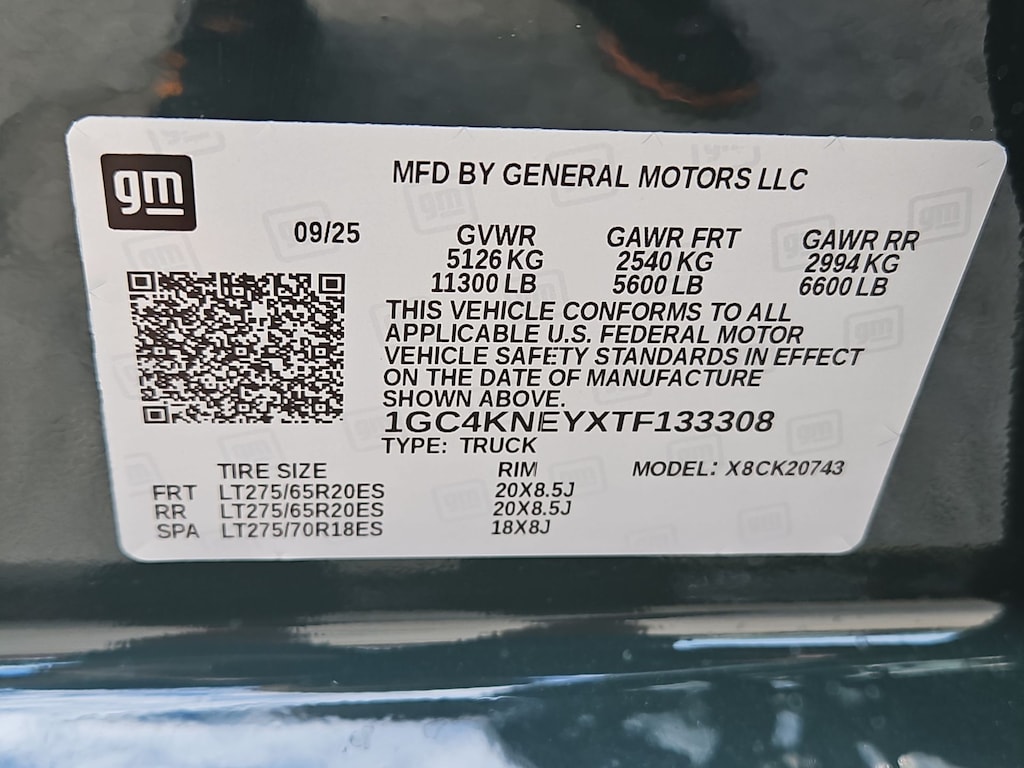 gm
MFD BY GENERAL MOTORS LLC
09/25
GVWR GAWR FRT GAWR RR
5126 KG 2540 KG 2994 KG
11300 LB 5600 LB 6600 LB
THIS VEHICLE CONFORMS TO ALL
APPLICABLE U.S. FEDERAL MOTOR
VEHICLE SAFETY STANDARDS IN EFFECT
ON THE DATE OF MANUFACTURE
SHOWN ABOVE.
1GC4KNEYXTF133308
TYPE: TRUCK
TIRE SIZE RIM MODEL: X8CK20743
FRT LT275/65R20ES 20X8.5J
RR LT275/65R20ES 20X8.5J
SPA LT275/70R18ES 18X8J